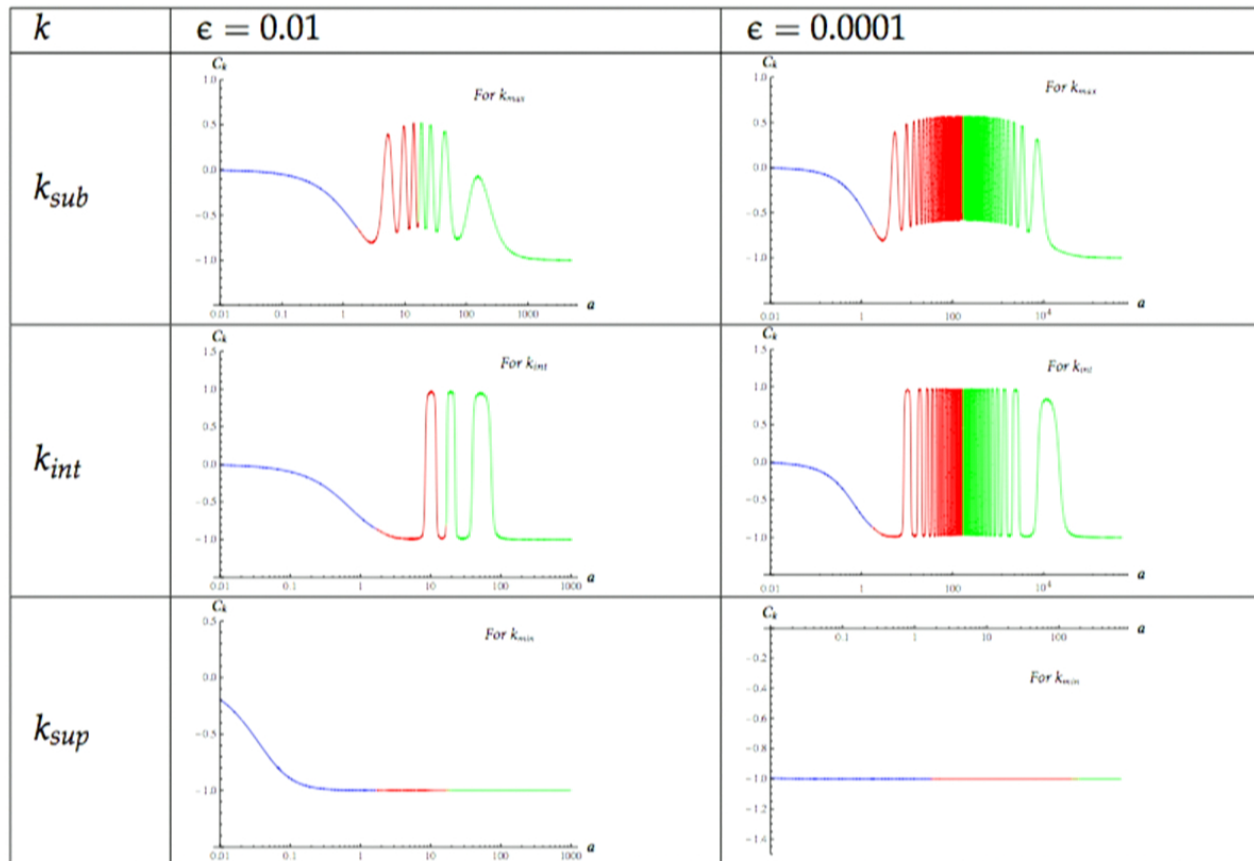 k ϵ = 0.01 ϵ = 0.0001
k_sub
C_k
For k_max
1.0
0.5
0.0
−0.5
−1.0
0.01 0.1 1 10 100 1000 a
C_k
For k_max
1.0
0.5
0.0
−0.5
−1.0
0.01 1 100 10^4 a
k_int
C_k
1.5
For k_int
1.0
0.5
0.0
−0.5
−1.0
0.01 0.1 1 10 100 1000 a
C_k
1.5
For k_int
1.0
0.5
0.0
−0.5
−1.0
0.01 1 100 10^4 a
k_sup
C_k
0.5
For k_min
0.0
−0.5
−1.0
0.01 0.1 1 10 100 1000 a
C_k
0.1 1 10 100 a
−0.2
−0.4
For k_min
−0.6
−0.8
−1.0
−1.2
−1.4